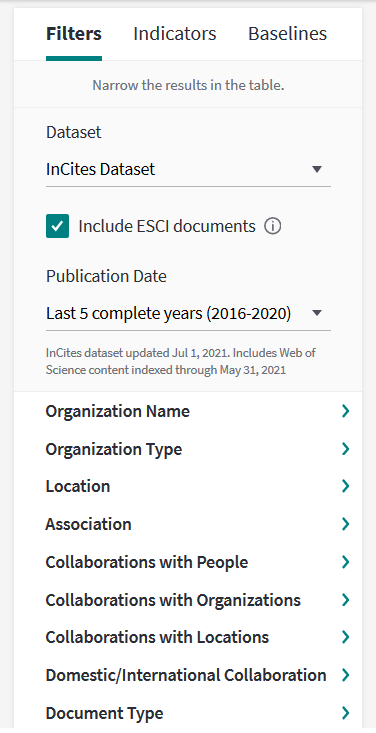 Filters Indicators Baselines
Narrow the results in the table.
Dataset
InCites Dataset
Include ESCI documents
Publication Date
Last 5 complete years (2016-2020)
InCites dataset updated Jul 1, 2021. Includes Web of
Science content indexed through May 31, 2021
Organization Name
Organization Type
Location
Association
Collaborations with People
Collaborations with Organizations
Collaborations with Locations
Domestic/International Collaboration
Document Type